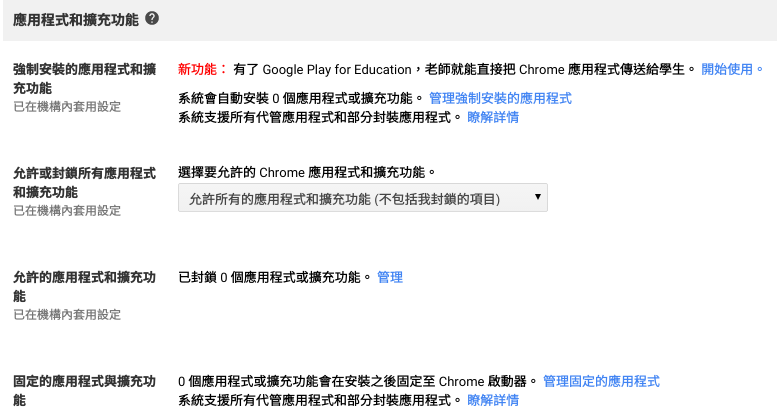 應用程式和擴充功能
強制安裝的應用程式和擴
充功能
已在機構內套用設定
新功能： 有了 Google Play for Education，老師就能直接把 Chrome 應用程式傳送給學生。 開始使用。
系統會自動安裝 0 個應用程式或擴充功能。 管理強制安裝的應用程式
系統支援所有代管應用程式和部分封裝應用程式。 瞭解詳情
允許或封鎖所有應用程式
和擴充功能
已在機構內套用設定
選擇要允許的 Chrome 應用程式和擴充功能。
允許所有的應用程式和擴充功能 (不包括我封鎖的項目)
允許的應用程式和擴充功
能
已在機構內套用設定
已封鎖 0 個應用程式或擴充功能。 管理
固定的應用程式與擴充功
能
0 個應用程式或擴充功能會在安裝之後固定至 Chrome 啟動器。 管理固定的應用程式
系統支援所有代管應用程式和部分封裝應用程式。 瞭解詳情